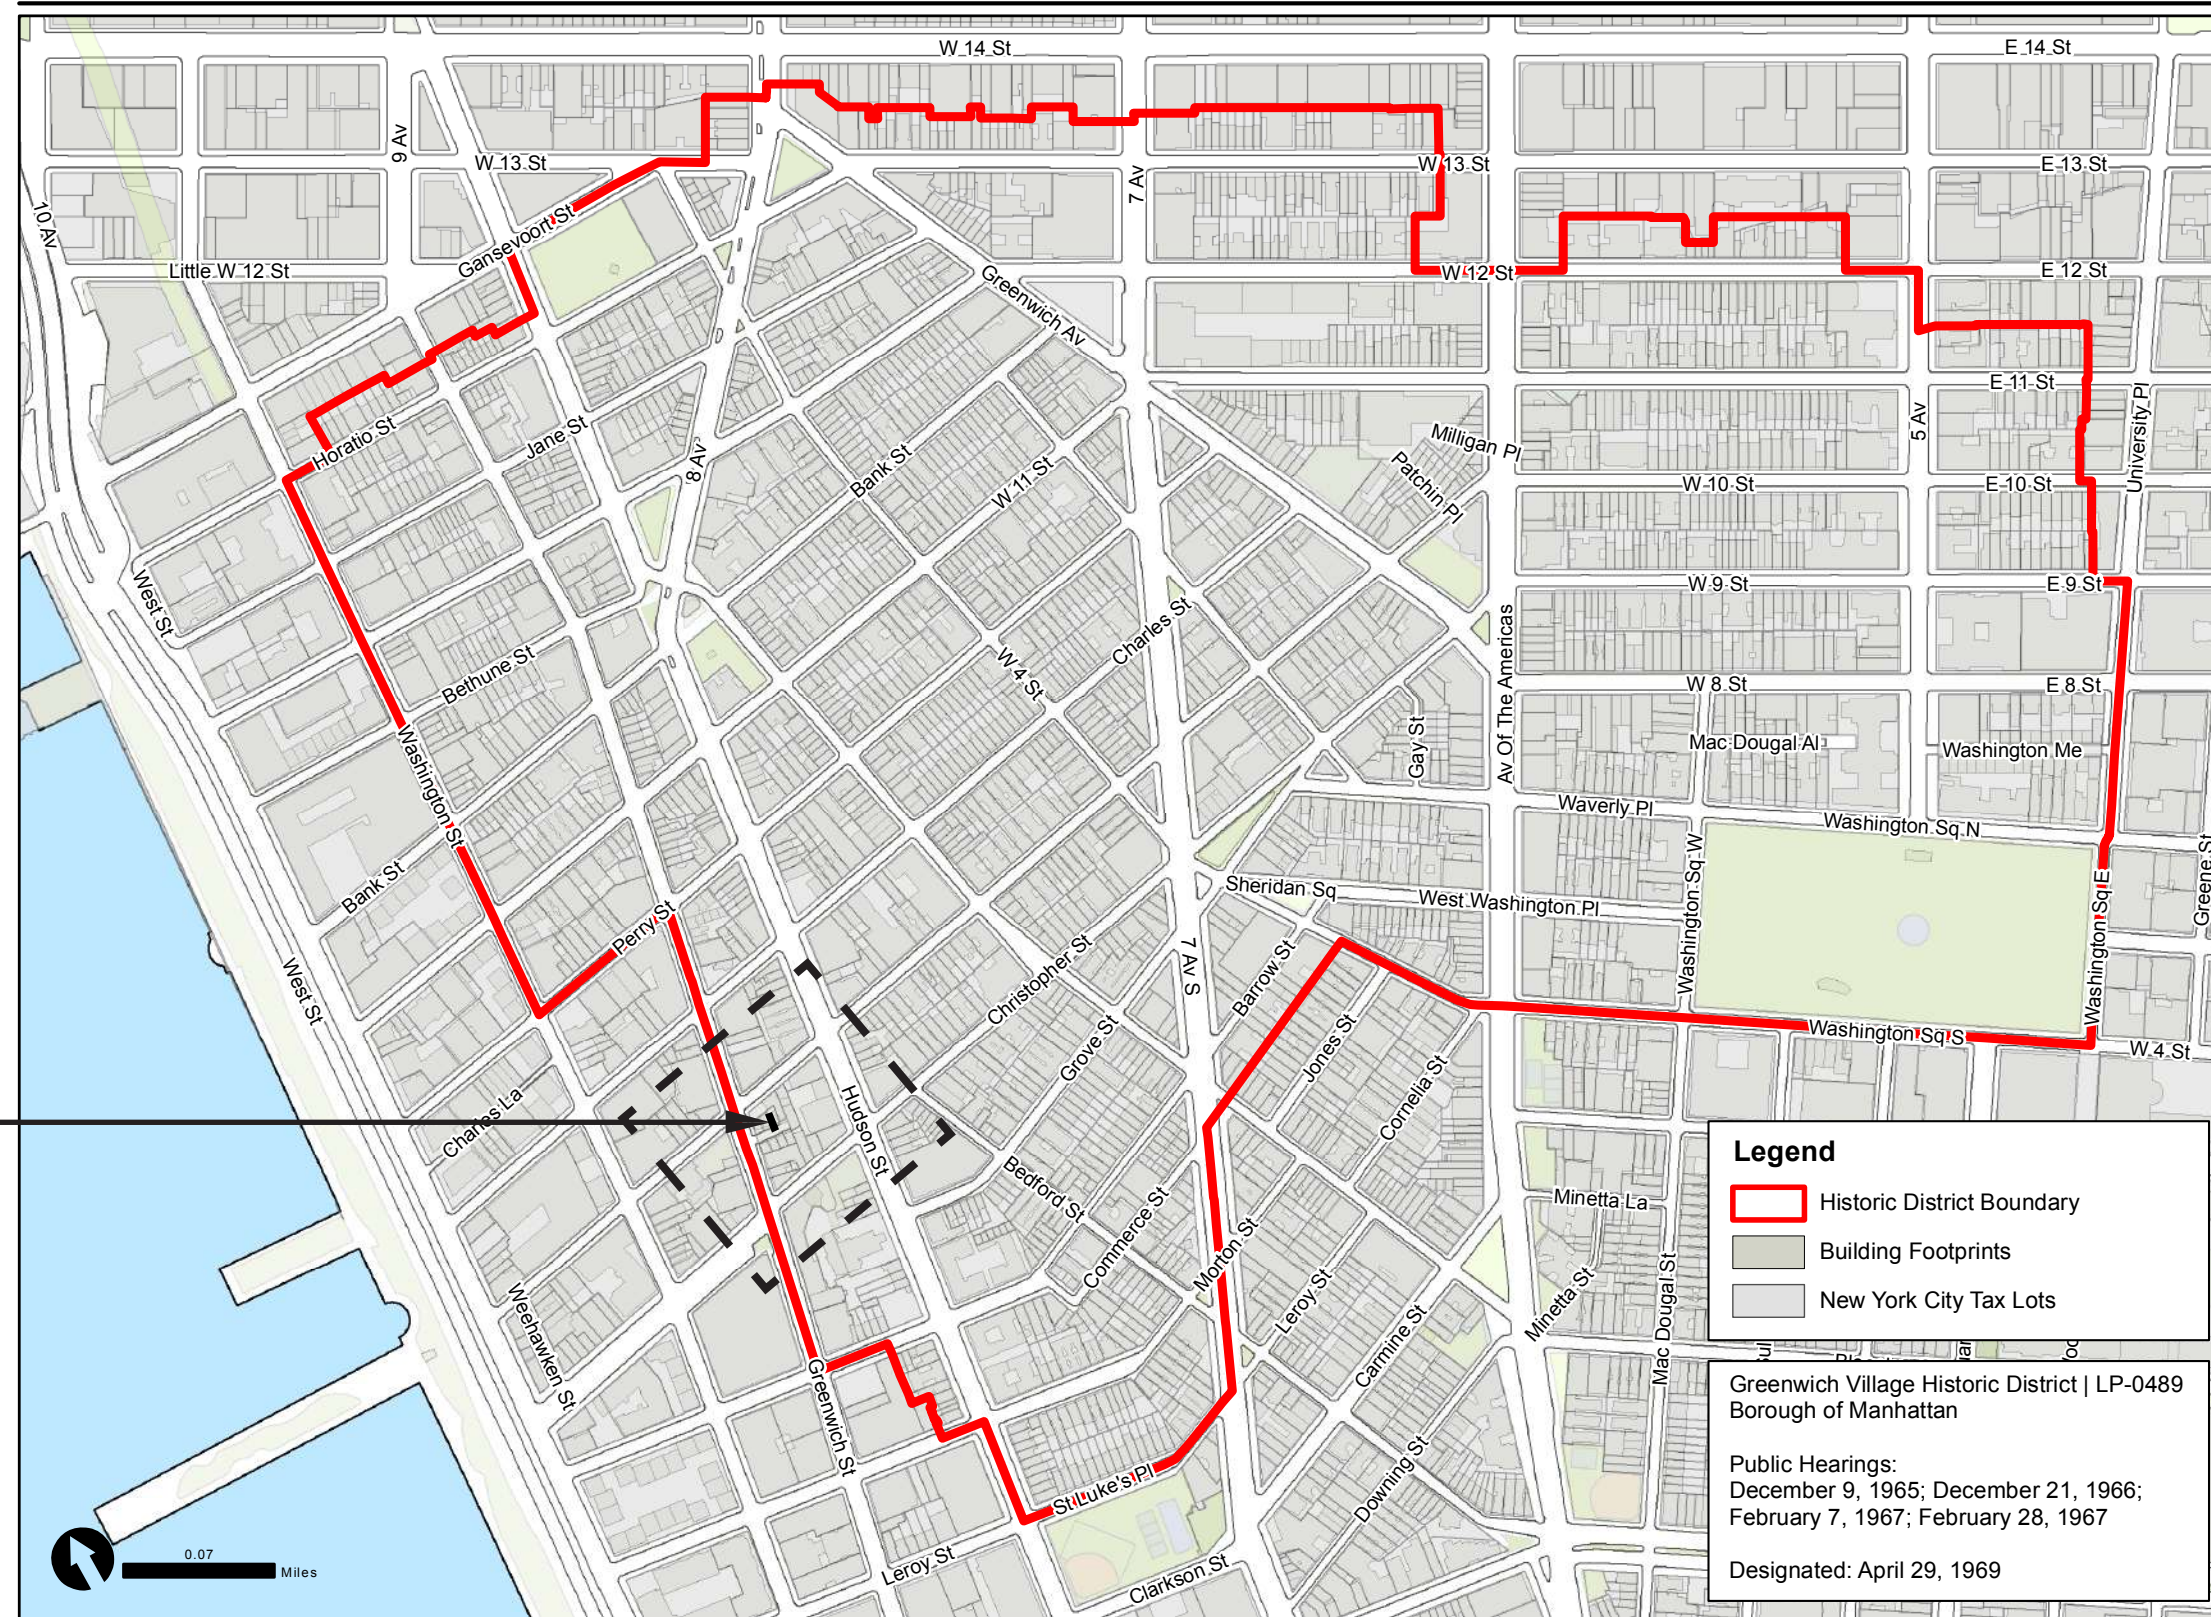 W 14 St
E 14 St
9 Av
W 13 St
W 13 St
E 13 St
7 Av
10 Av
Gansevoort St
Little W 12 St
Greenwich Av
W 12 St
E 12 St
E 11 St
5 Av
University Pl
Horatio St
Jane St
8 Av
Bank St
W 11 St
Milligan Pl
Patchin Pl
W 10 St
E 10 St
West St
W 9 St
E 9 St
Charles St
Bethune St
W 4 St
Av Of The Americas
W 8 St
E 8 St
Gay St
Mac Dougal Al
Washington Me
Washington St
Waverly Pl
Washington Sq N
Bank St
Sheridan Sq
West Washington Pl
Washington Sq W
Washington Sq E
Greene St
Perry St
West St
Christopher St
7 Av S
Barrow St
Grove St
Jones St
Cornelia St
Washington Sq S
W 4 St
Charles La
Hudson St
Bedford St
Commerce St
Morton St
Minetta La
Leroy St
Minetta St
Mac Dougal St
Weehawken St
Carmine St
Greenwich St
St Luke's Pl
Downing St
Leroy St
Clarkson St
0.07
Miles
Legend
Historic District Boundary
Building Footprints
New York City Tax Lots
Greenwich Village Historic District | LP-0489
Borough of Manhattan
Public Hearings:
December 9, 1965; December 21, 1966;
February 7, 1967; February 28, 1967
Designated: April 29, 1969